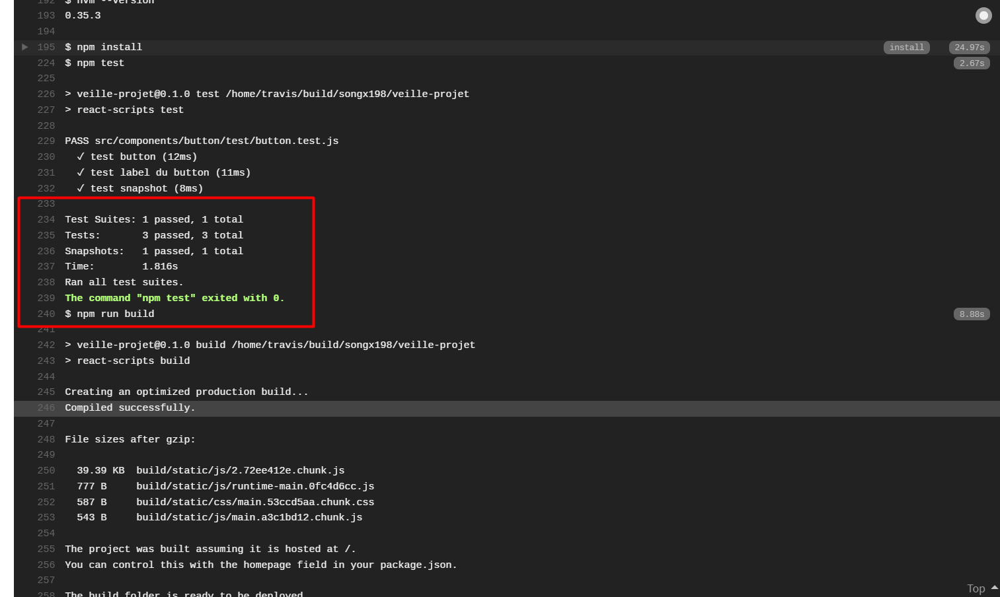 192 $ nvm --version
193 0.35.3
194
195 $ npm install install 24.97s
224 $ npm test 2.67s
225
226 > veille-projet@0.1.0 test /home/travis/build/songx198/veille-projet
227 > react-scripts test
228
229 PASS src/components/button/test/button.test.js
230   ✓ test button (12ms)
231   ✓ test label du button (11ms)
232   ✓ test snapshot (8ms)
233
234 Test Suites: 1 passed, 1 total
235 Tests:       3 passed, 3 total
236 Snapshots:   1 passed, 1 total
237 Time:        1.816s
238 Ran all test suites.
239 The command "npm test" exited with 0.
240 $ npm run build 8.88s
241
242 > veille-projet@0.1.0 build /home/travis/build/songx198/veille-projet
243 > react-scripts build
244
245 Creating an optimized production build...
246 Compiled successfully.
247
248 File sizes after gzip:
249
250   39.39 KB  build/static/js/2.72ee412e.chunk.js
251   777 B     build/static/js/runtime-main.0fc4d6cc.js
252   587 B     build/static/css/main.53ccd5aa.chunk.css
253   543 B     build/static/js/main.a3c1bd12.chunk.js
254
255 The project was built assuming it is hosted at /.
256 You can control this with the homepage field in your package.json.
257
Top
258 The build folder is ready to be deployed